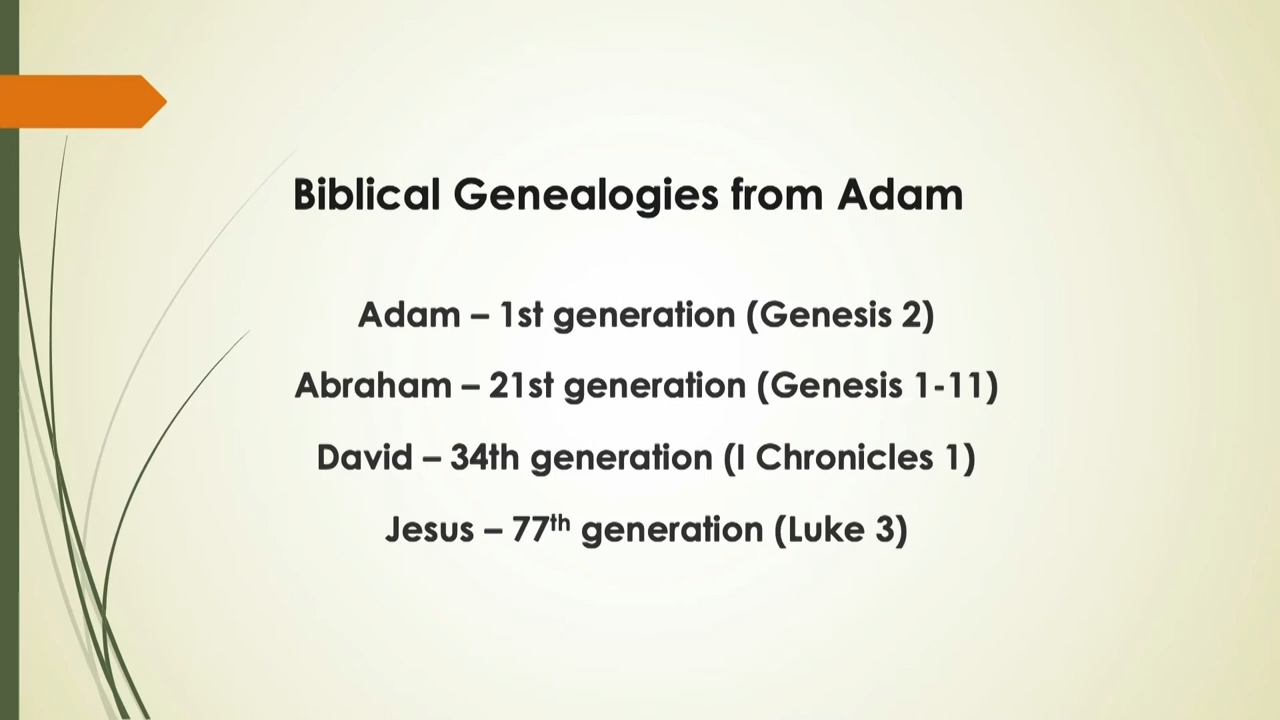 Biblical Genealogies from Adam
Adam – 1st generation (Genesis 2)
Abraham – 21st generation (Genesis 1-11)
David – 34th generation (I Chronicles 1)
Jesus – 77th generation (Luke 3)